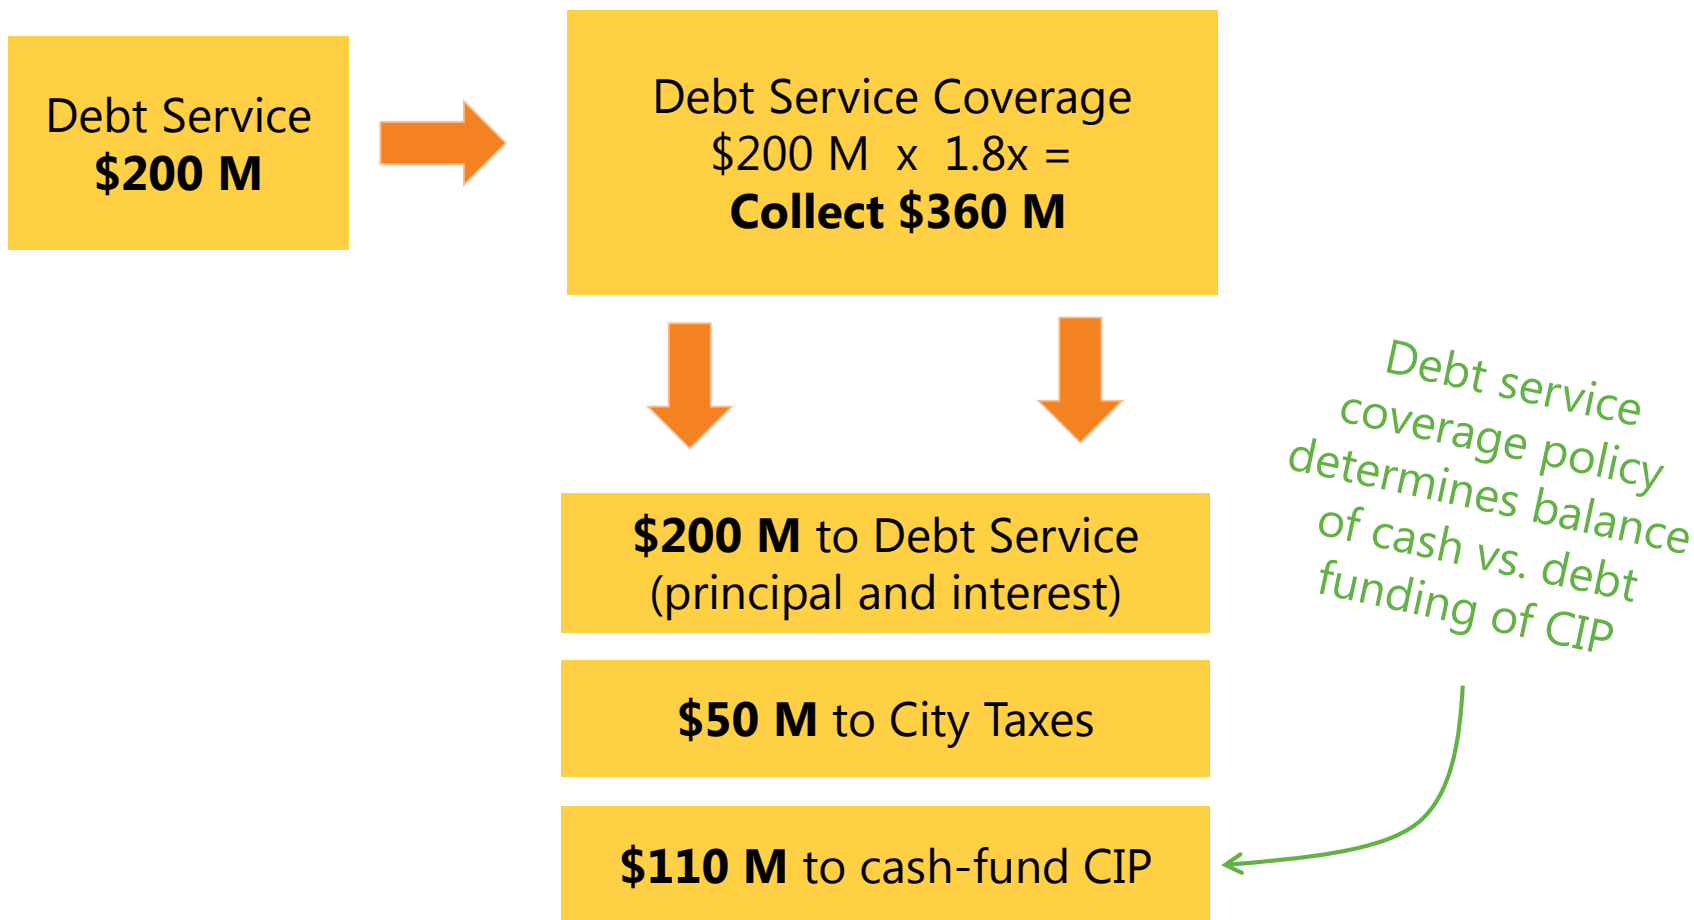 Debt Service
$200 M
Debt Service Coverage
$200 M x 1.8x =
Collect $360 M
$200 M to Debt Service
(principal and interest)
$50 M to City Taxes
$110 M to cash-fund CIP
Debt service
coverage policy
determines balance
of cash vs. debt
funding of CIP